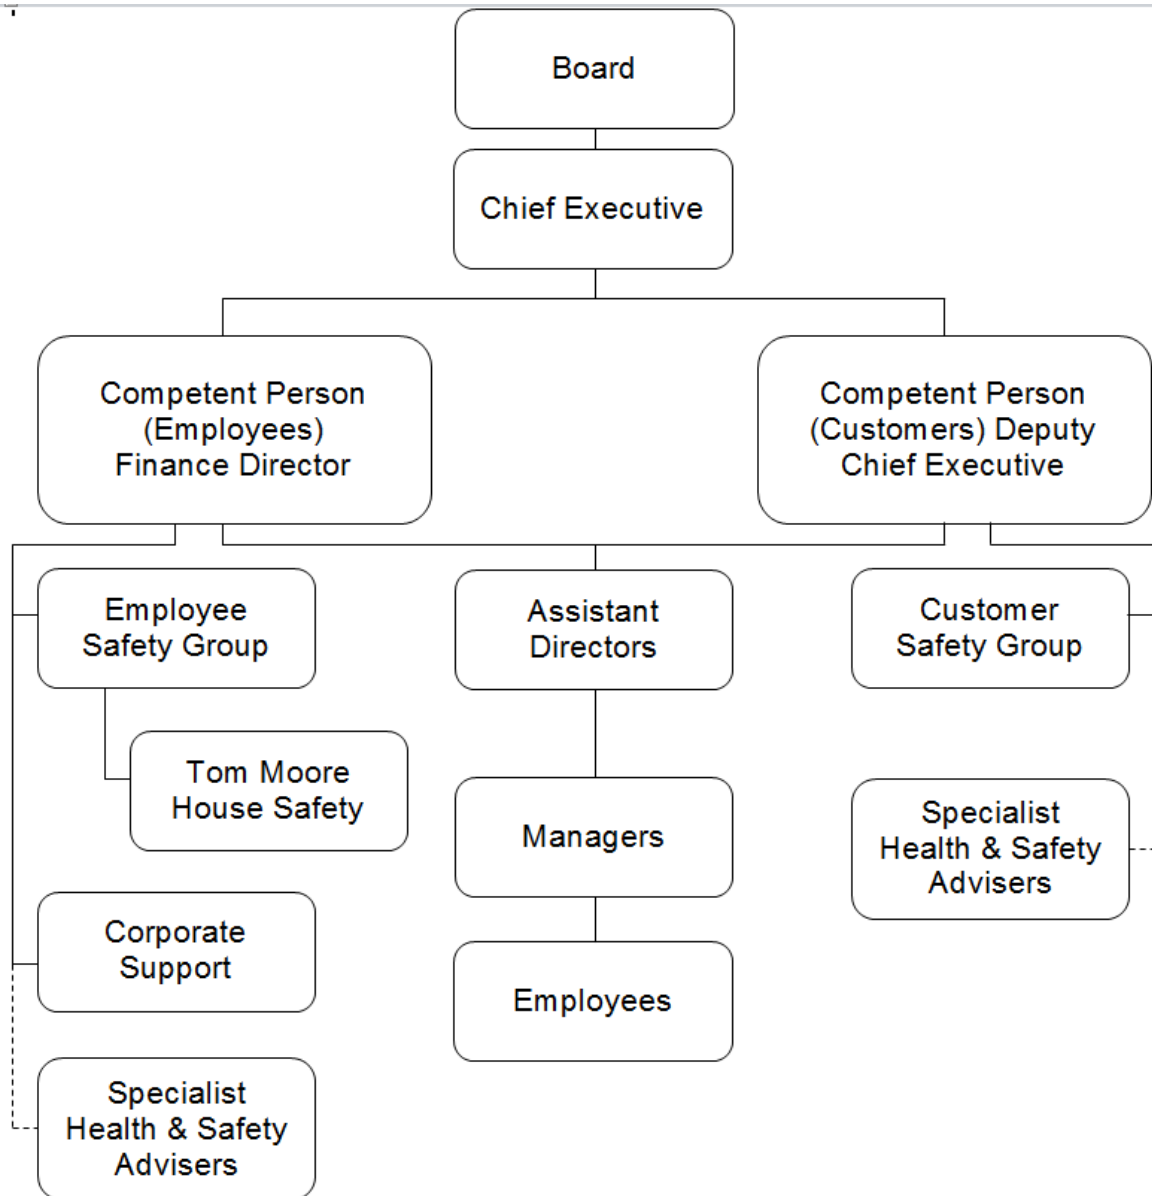 Board
Chief Executive
Competent Person
(Employees)
Finance Director
Competent Person
(Customers) Deputy
Chief Executive
Employee
Safety Group
Assistant
Directors
Customer
Safety Group
Tom Moore
House Safety
Managers
Specialist
Health & Safety
Advisers
Corporate
Support
Employees
Specialist
Health & Safety
Advisers